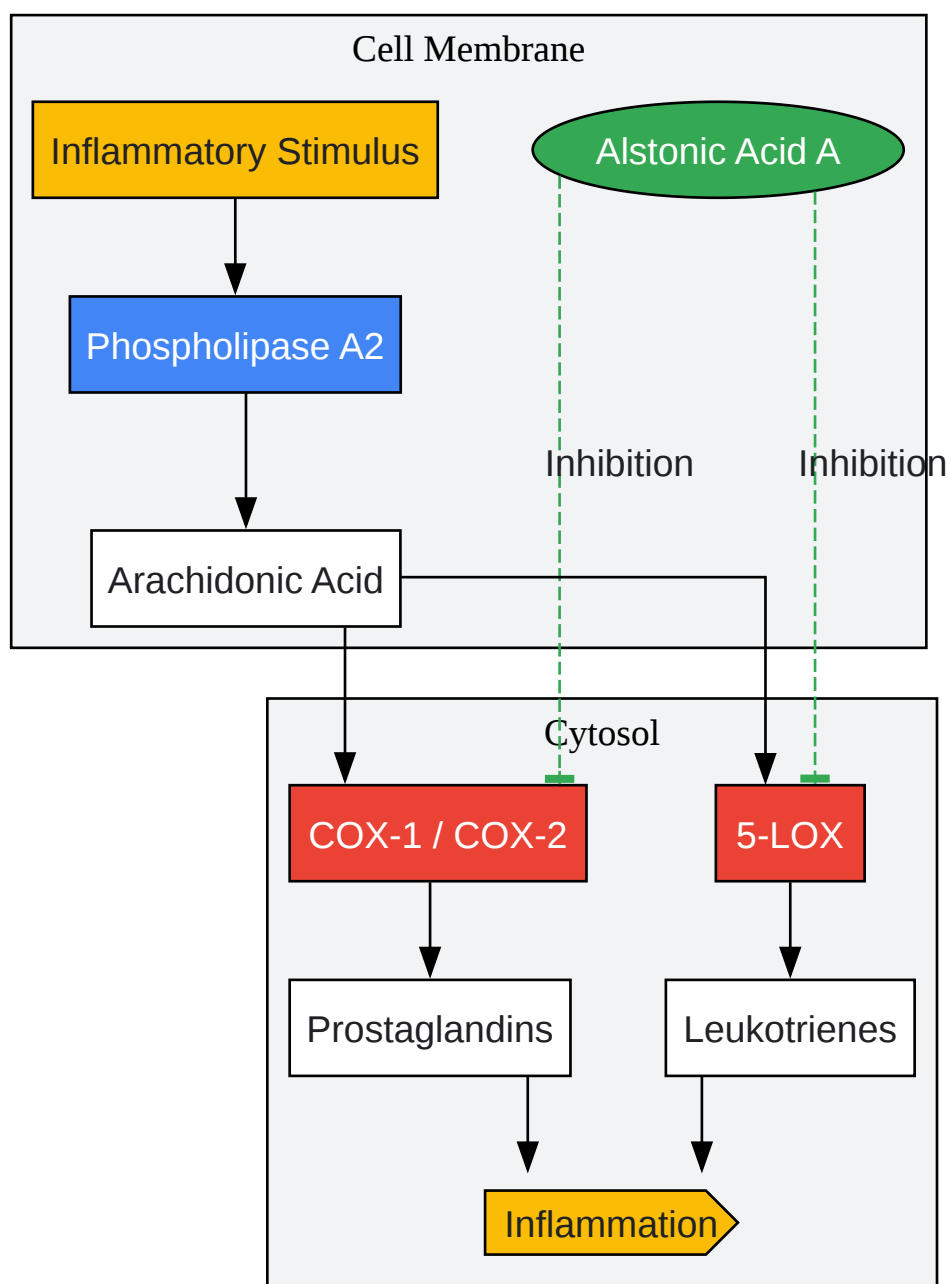 Cell Membrane
Inflammatory Stimulus
Alstonic Acid A
Phospholipase A2
Inhibition
Inhibition
Arachidonic Acid
Cytosol
COX-1 / COX-2
5-LOX
Prostaglandins
Leukotrienes
Inflammation